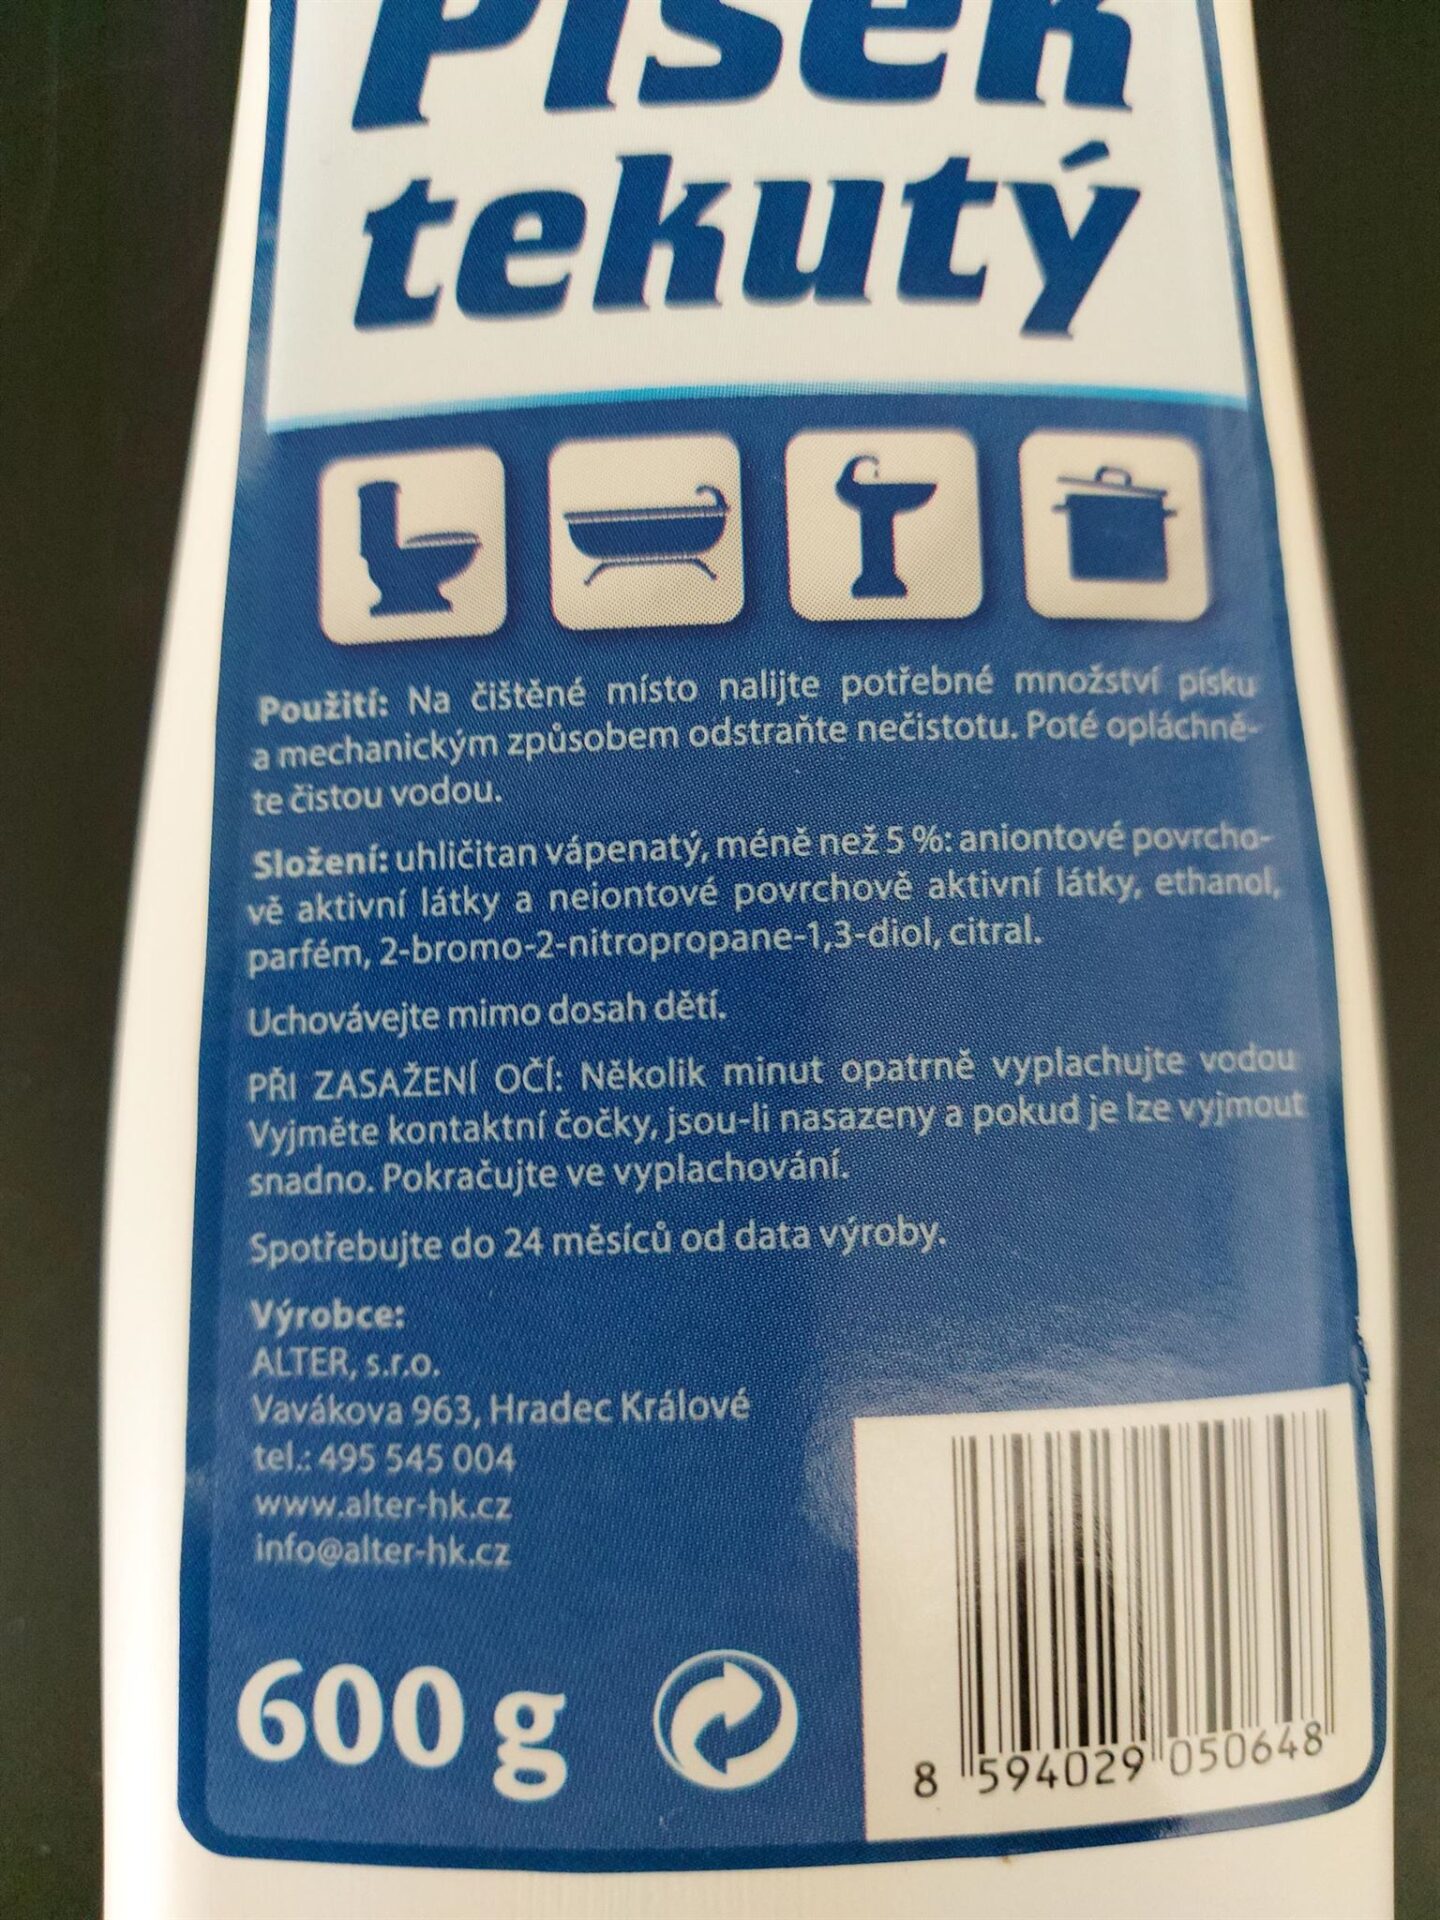 Písek
tekutý
Použití: Na čištěné místo nalijte potřebné množství písku
a mechanickým způsobem odstraňte nečistotu. Poté opláchně-
te čistou vodou.
Složení: uhličitan vápenatý, méně než 5 %: aniontové povrcho-
vě aktivní látky a neiontové povrchově aktivní látky, ethanol,
parfém, 2-bromo-2-nitropropane-1,3-diol, citral.
Uchovávejte mimo dosah dětí.
PŘI ZASAŽENÍ OČÍ: Několik minut opatrně vyplachujte vodou
Vyjměte kontaktní čočky, jsou-li nasazeny a pokud je lze vyjmout
snadno. Pokračujte ve vyplachování.
Spotřebujte do 24 měsíců od data výroby.
Výrobce:
ALTER, s.r.o.
Vavákova 963, Hradec Králové
tel.: 495 545 004
www.alter-hk.cz
info@alter-hk.cz
600 g
8 594029 050648